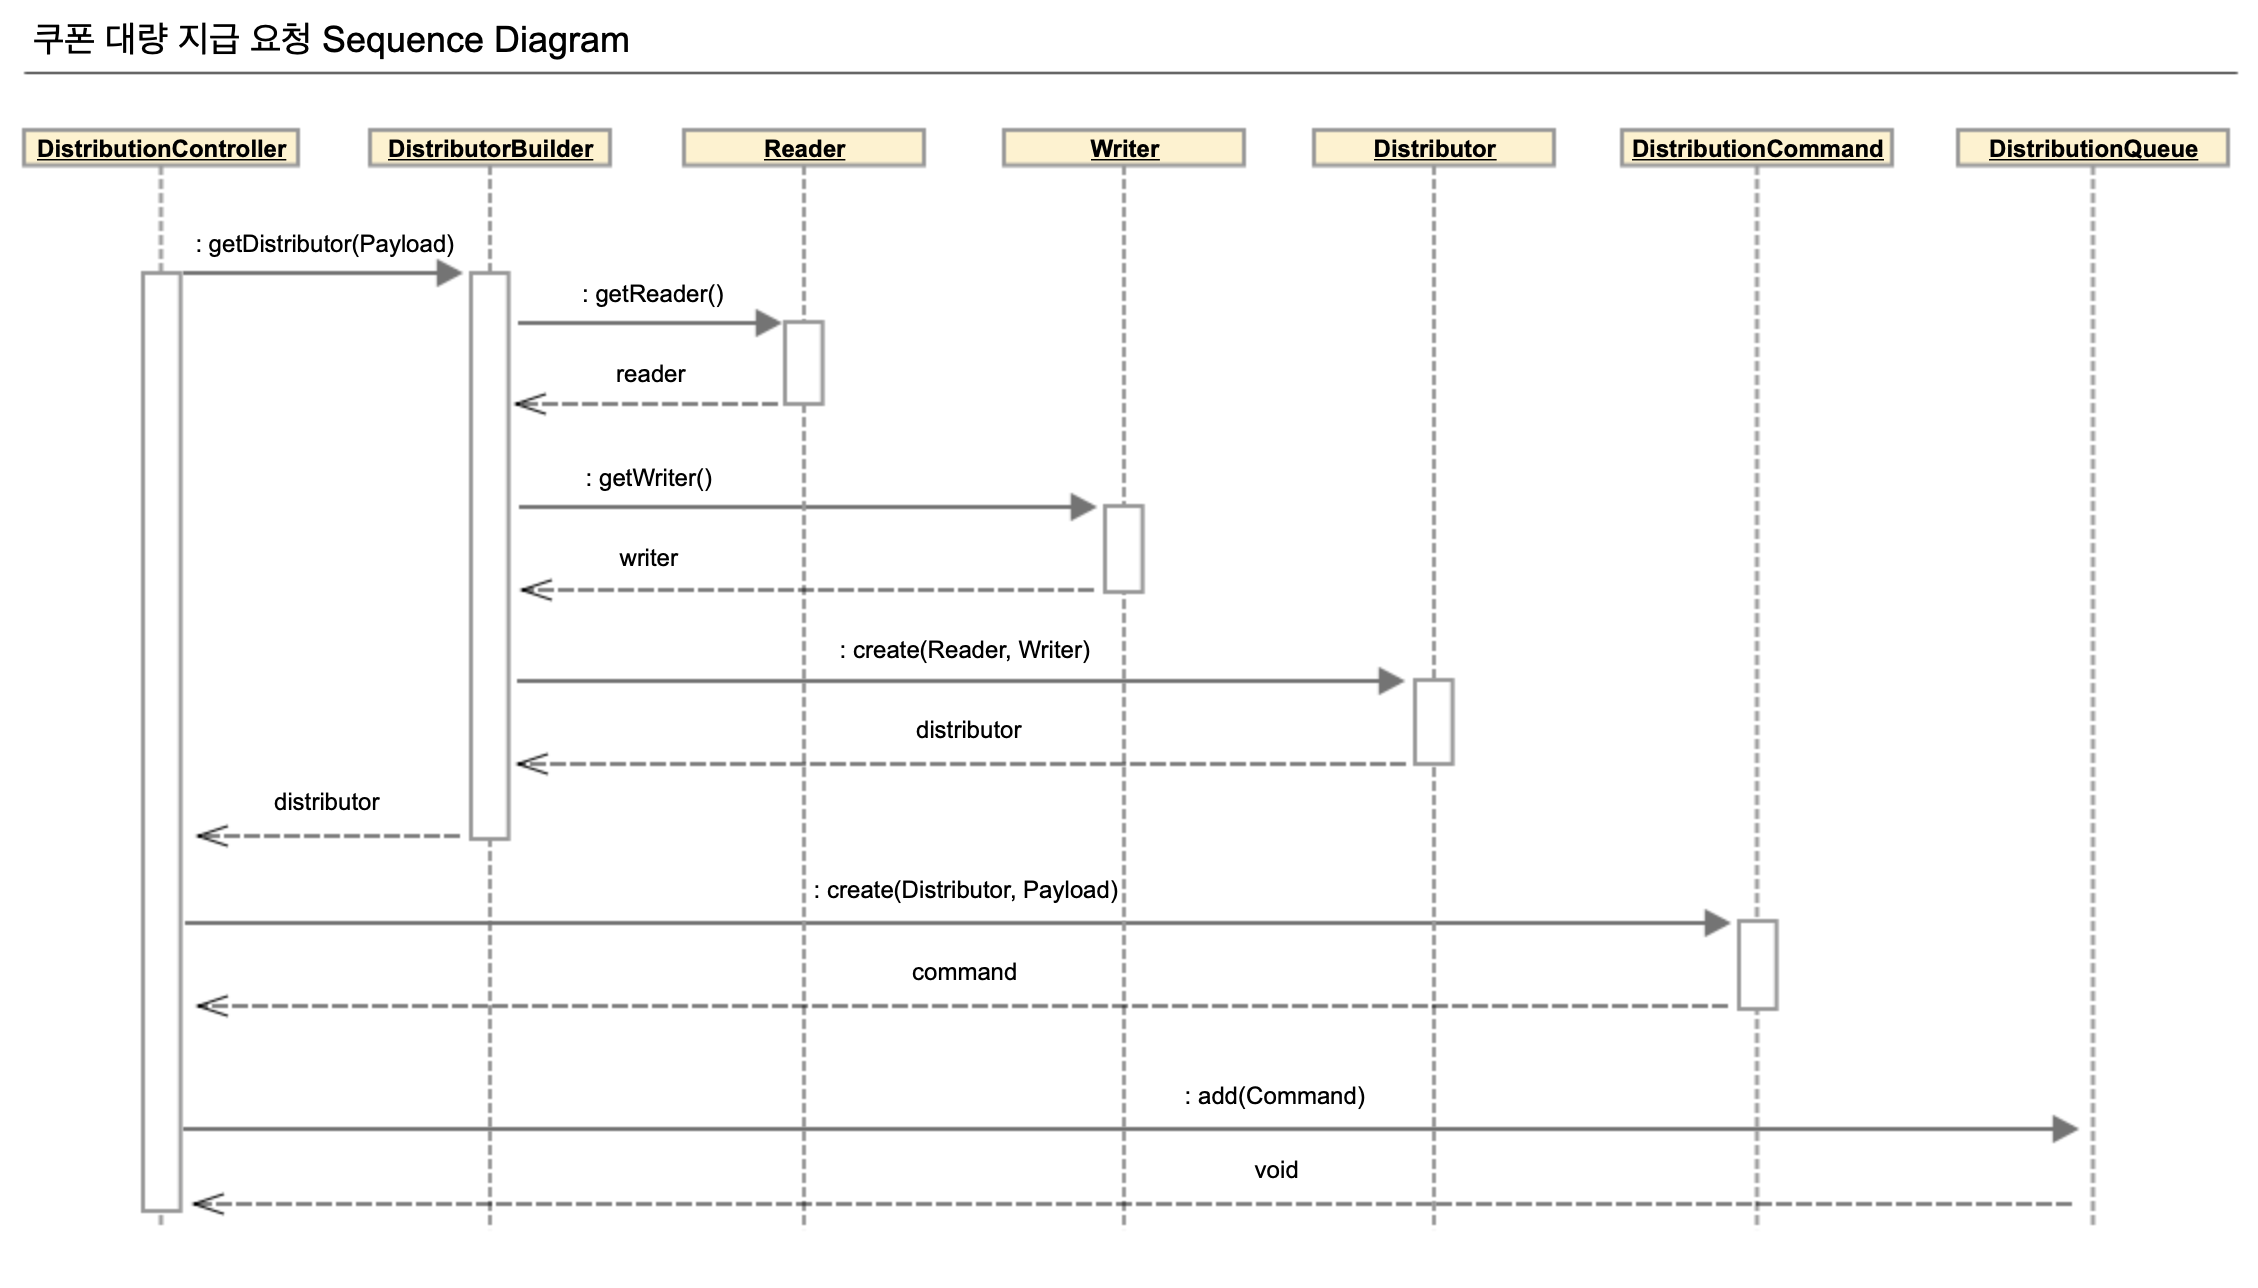 쿠폰 대량 지급 요청 Sequence Diagram
DistributionController
DistributorBuilder
Reader
Writer
Distributor
DistributionCommand
DistributionQueue
: getDistributor(Payload)
: getReader()
reader
: getWriter()
writer
: create(Reader, Writer)
distributor
distributor
: create(Distributor, Payload)
command
: add(Command)
void